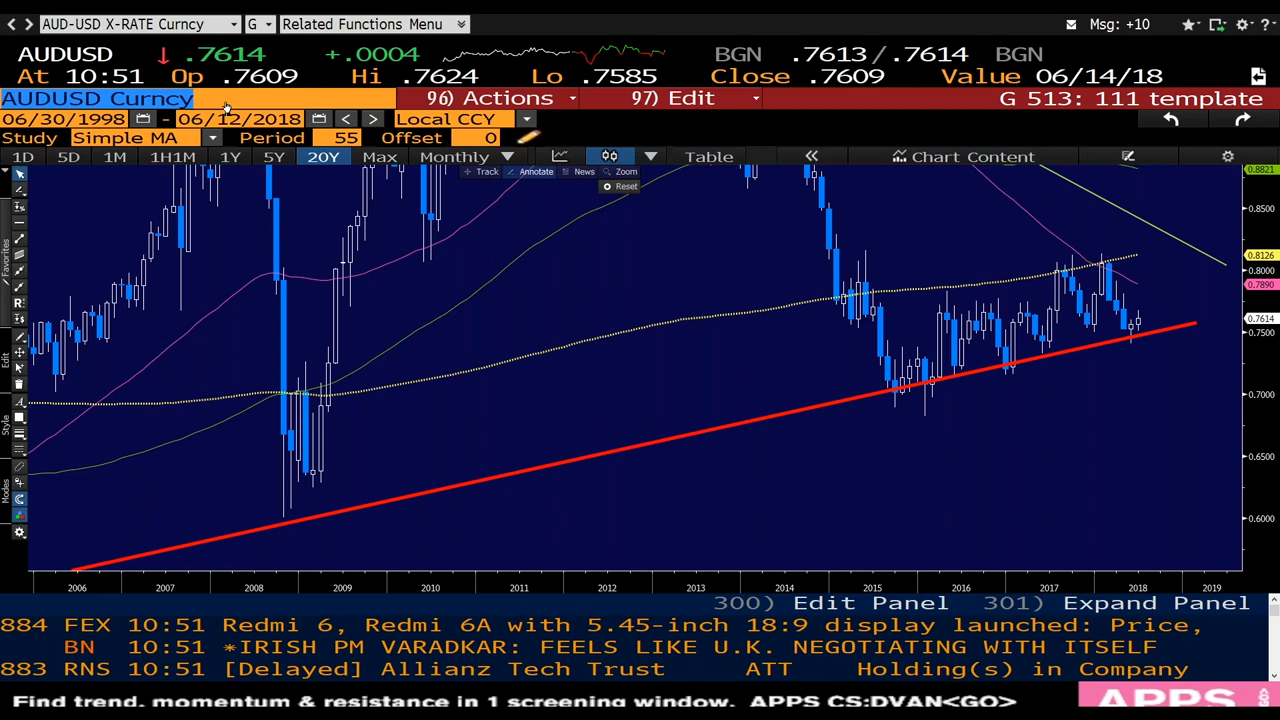 AUD-USD X-RATE Curncy G Related Functions Menu Msg: +10
AUDUSD .7614 +.0004 BGN .7613 / .7614 BGN
At 10:51 Op .7609 Hi .7624 Lo .7585 Close .7609 Value 06/14/18
AUDUSD Curncy 96) Actions 97) Edit G 513: 111 template
06/30/1998 - 06/12/2018 Local CCY
Study Simple MA Period 55 Offset 0
1D 5D 1M 1H1M 1Y 5Y 20Y Max Monthly Table Chart Content
Track Annotate News Zoom
Reset
0.8821
0.8500
0.8126
0.8000
0.7890
0.7614
0.7500
0.7000
0.6500
0.6000
Favorites
Edit
Style
Modes
2006 2007 2008 2009 2010 2011 2012 2013 2014 2015 2016 2017 2018 2019
300) Edit Panel 301) Expand Panel
884 FEX 10:51 Redmi 6, Redmi 6A with 5.45-inch 18:9 display launched: Price,
BN 10:51 *IRISH PM VARADKAR: FEELS LIKE U.K. NEGOTIATING WITH ITSELF
883 RNS 10:51 [Delayed] Allianz Tech Trust ATT Holding(s) in Company
Find trend, momentum & resistance in 1 screening window. APPS CS:DVAN<GO>
APPS